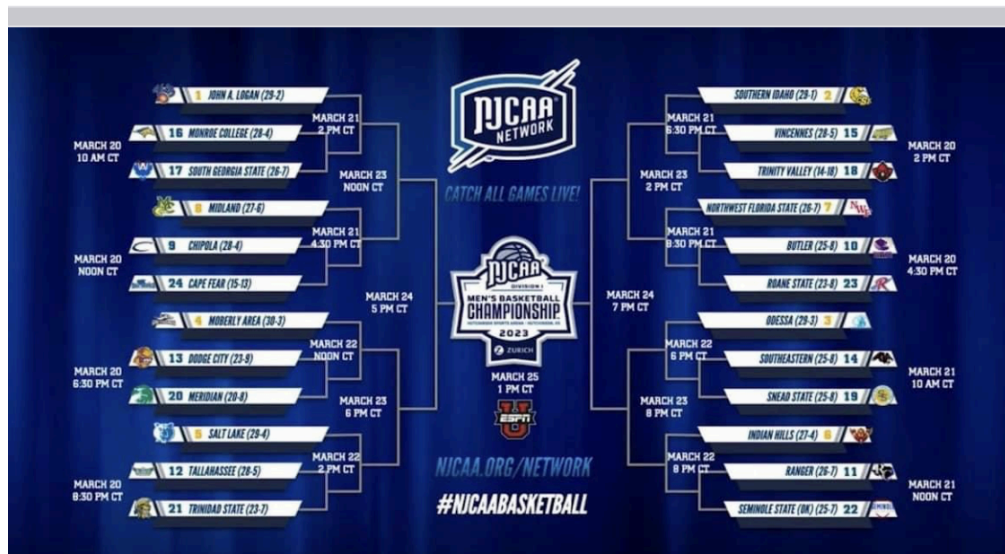 1 JOHN A. LOGAN (29-2)
16 MONROE COLLEGE (28-4)
17 SOUTH GEORGIA STATE (26-7)
MARCH 20
10 AM CT
MARCH 21
2 PM CT
8 MIDLAND (27-6)
9 CHIPOLA (28-4)
24 CAPE FEAR (15-13)
MARCH 20
NOON CT
MARCH 21
4:30 PM CT
MARCH 23
NOON CT
4 MOBERLY AREA (30-3)
13 DODGE CITY (23-9)
20 MERIDIAN (20-8)
MARCH 20
6:30 PM CT
MARCH 22
NOON CT
5 SALT LAKE (29-4)
12 TALLAHASSEE (28-5)
21 TRINIDAD STATE (23-7)
MARCH 20
8:30 PM CT
MARCH 22
2 PM CT
MARCH 23
6 PM CT
MARCH 24
5 PM CT
NJCAA
NETWORK
CATCH ALL GAMES LIVE!
NJCAA
DIVISION I
MEN'S BASKETBALL
CHAMPIONSHIP
2023
ZURICH
MARCH 25
1 PM CT
ESPN
U
NJCAA.ORG/NETWORK
#NJCAABASKETBALL
SOUTHERN IDAHO (29-1) 2
VINCENNES (28-5) 15
TRINITY VALLEY (14-18) 18
MARCH 20
2 PM CT
MARCH 21
6:30 PM CT
NORTHWEST FLORIDA STATE (26-7) 7
BUTLER (25-8) 10
ROANE STATE (23-8) 23
MARCH 20
4:30 PM CT
MARCH 21
8:30 PM CT
MARCH 23
2 PM CT
ODESSA (29-3) 3
SOUTHEASTERN (25-8) 14
SNEAD STATE (25-8) 19
MARCH 21
10 AM CT
MARCH 22
6 PM CT
INDIAN HILLS (27-4) 6
RANGER (26-7) 11
SEMINOLE STATE (OK) (25-7) 22
MARCH 21
NOON CT
MARCH 22
8 PM CT
MARCH 23
8 PM CT
MARCH 24
7 PM CT